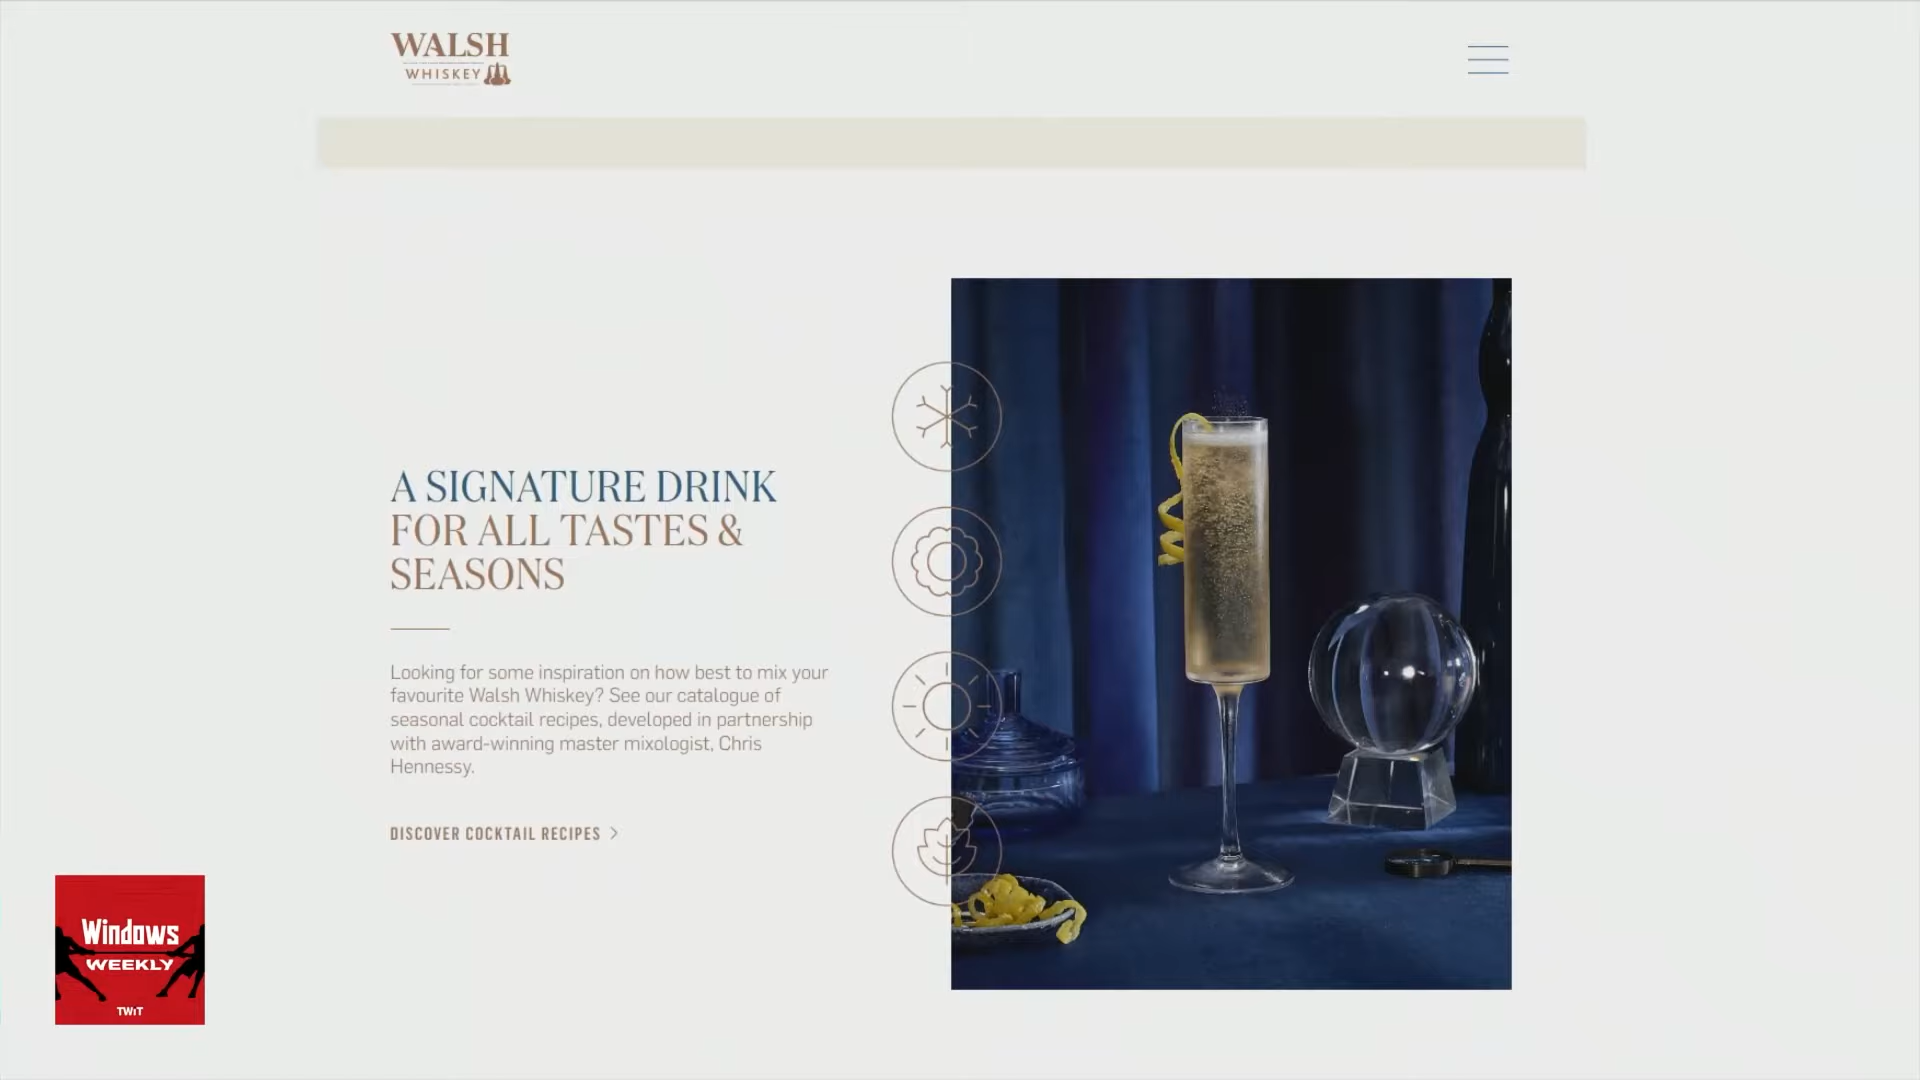 WALSH
WHISKEY
A SIGNATURE DRINK
FOR ALL TASTES &
SEASONS
Looking for some inspiration on how best to mix your
favourite Walsh Whiskey? See our catalogue of
seasonal cocktail recipes, developed in partnership
with award-winning master mixologist, Chris
Hennessy.
DISCOVER COCKTAIL RECIPES
Windows
WEEKLY
TWiT